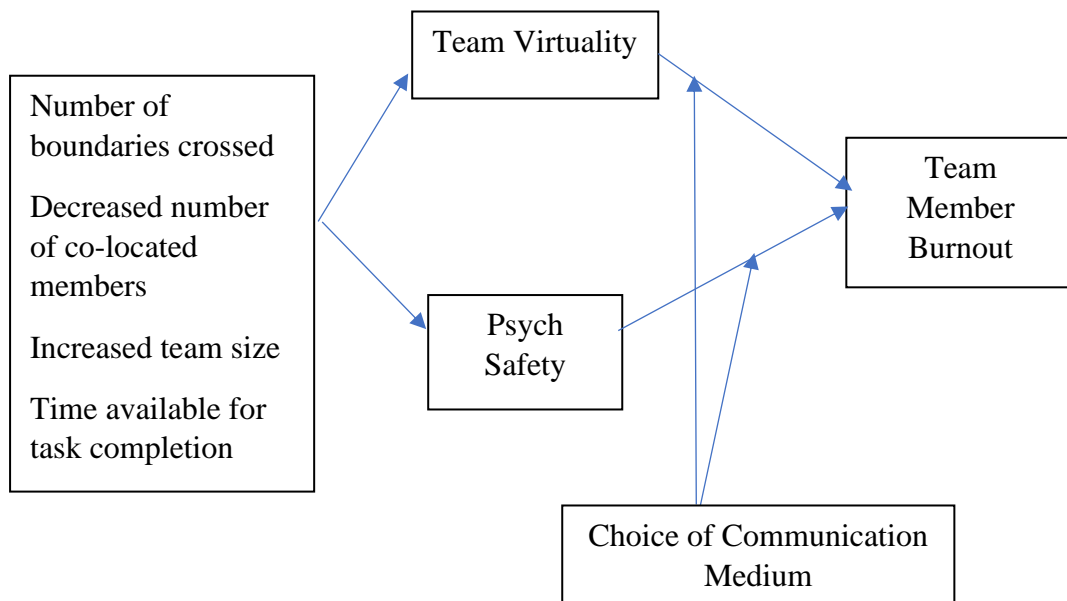 Team Virtuality
Number of
boundaries crossed
Decreased number
of co-located
members
Increased team size
Time available for
task completion
Psych
Safety
Team
Member
Burnout
Choice of Communication
Medium